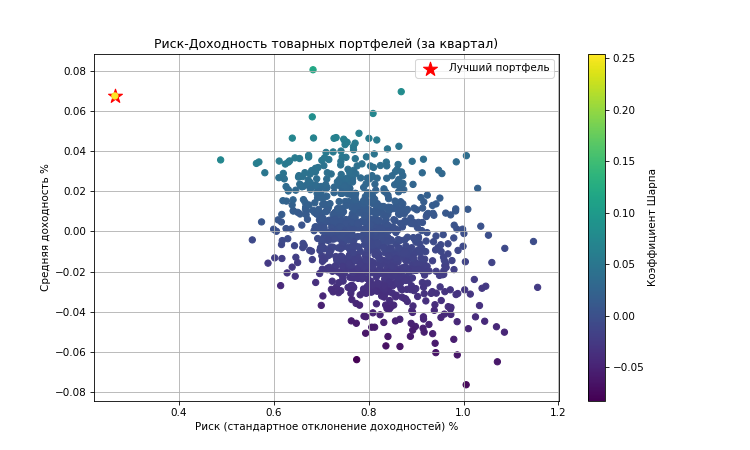 Риск-Доходность товарных портфелей (за квартал)
Лучший портфель
Средняя доходность %
0.08
0.06
0.04
0.02
0.00
−0.02
−0.04
−0.06
−0.08
0.4 0.6 0.8 1.0 1.2
Риск (стандартное отклонение доходностей) %
0.25
0.20
0.15
0.10
0.05
0.00
−0.05
Коэффициент Шарпа